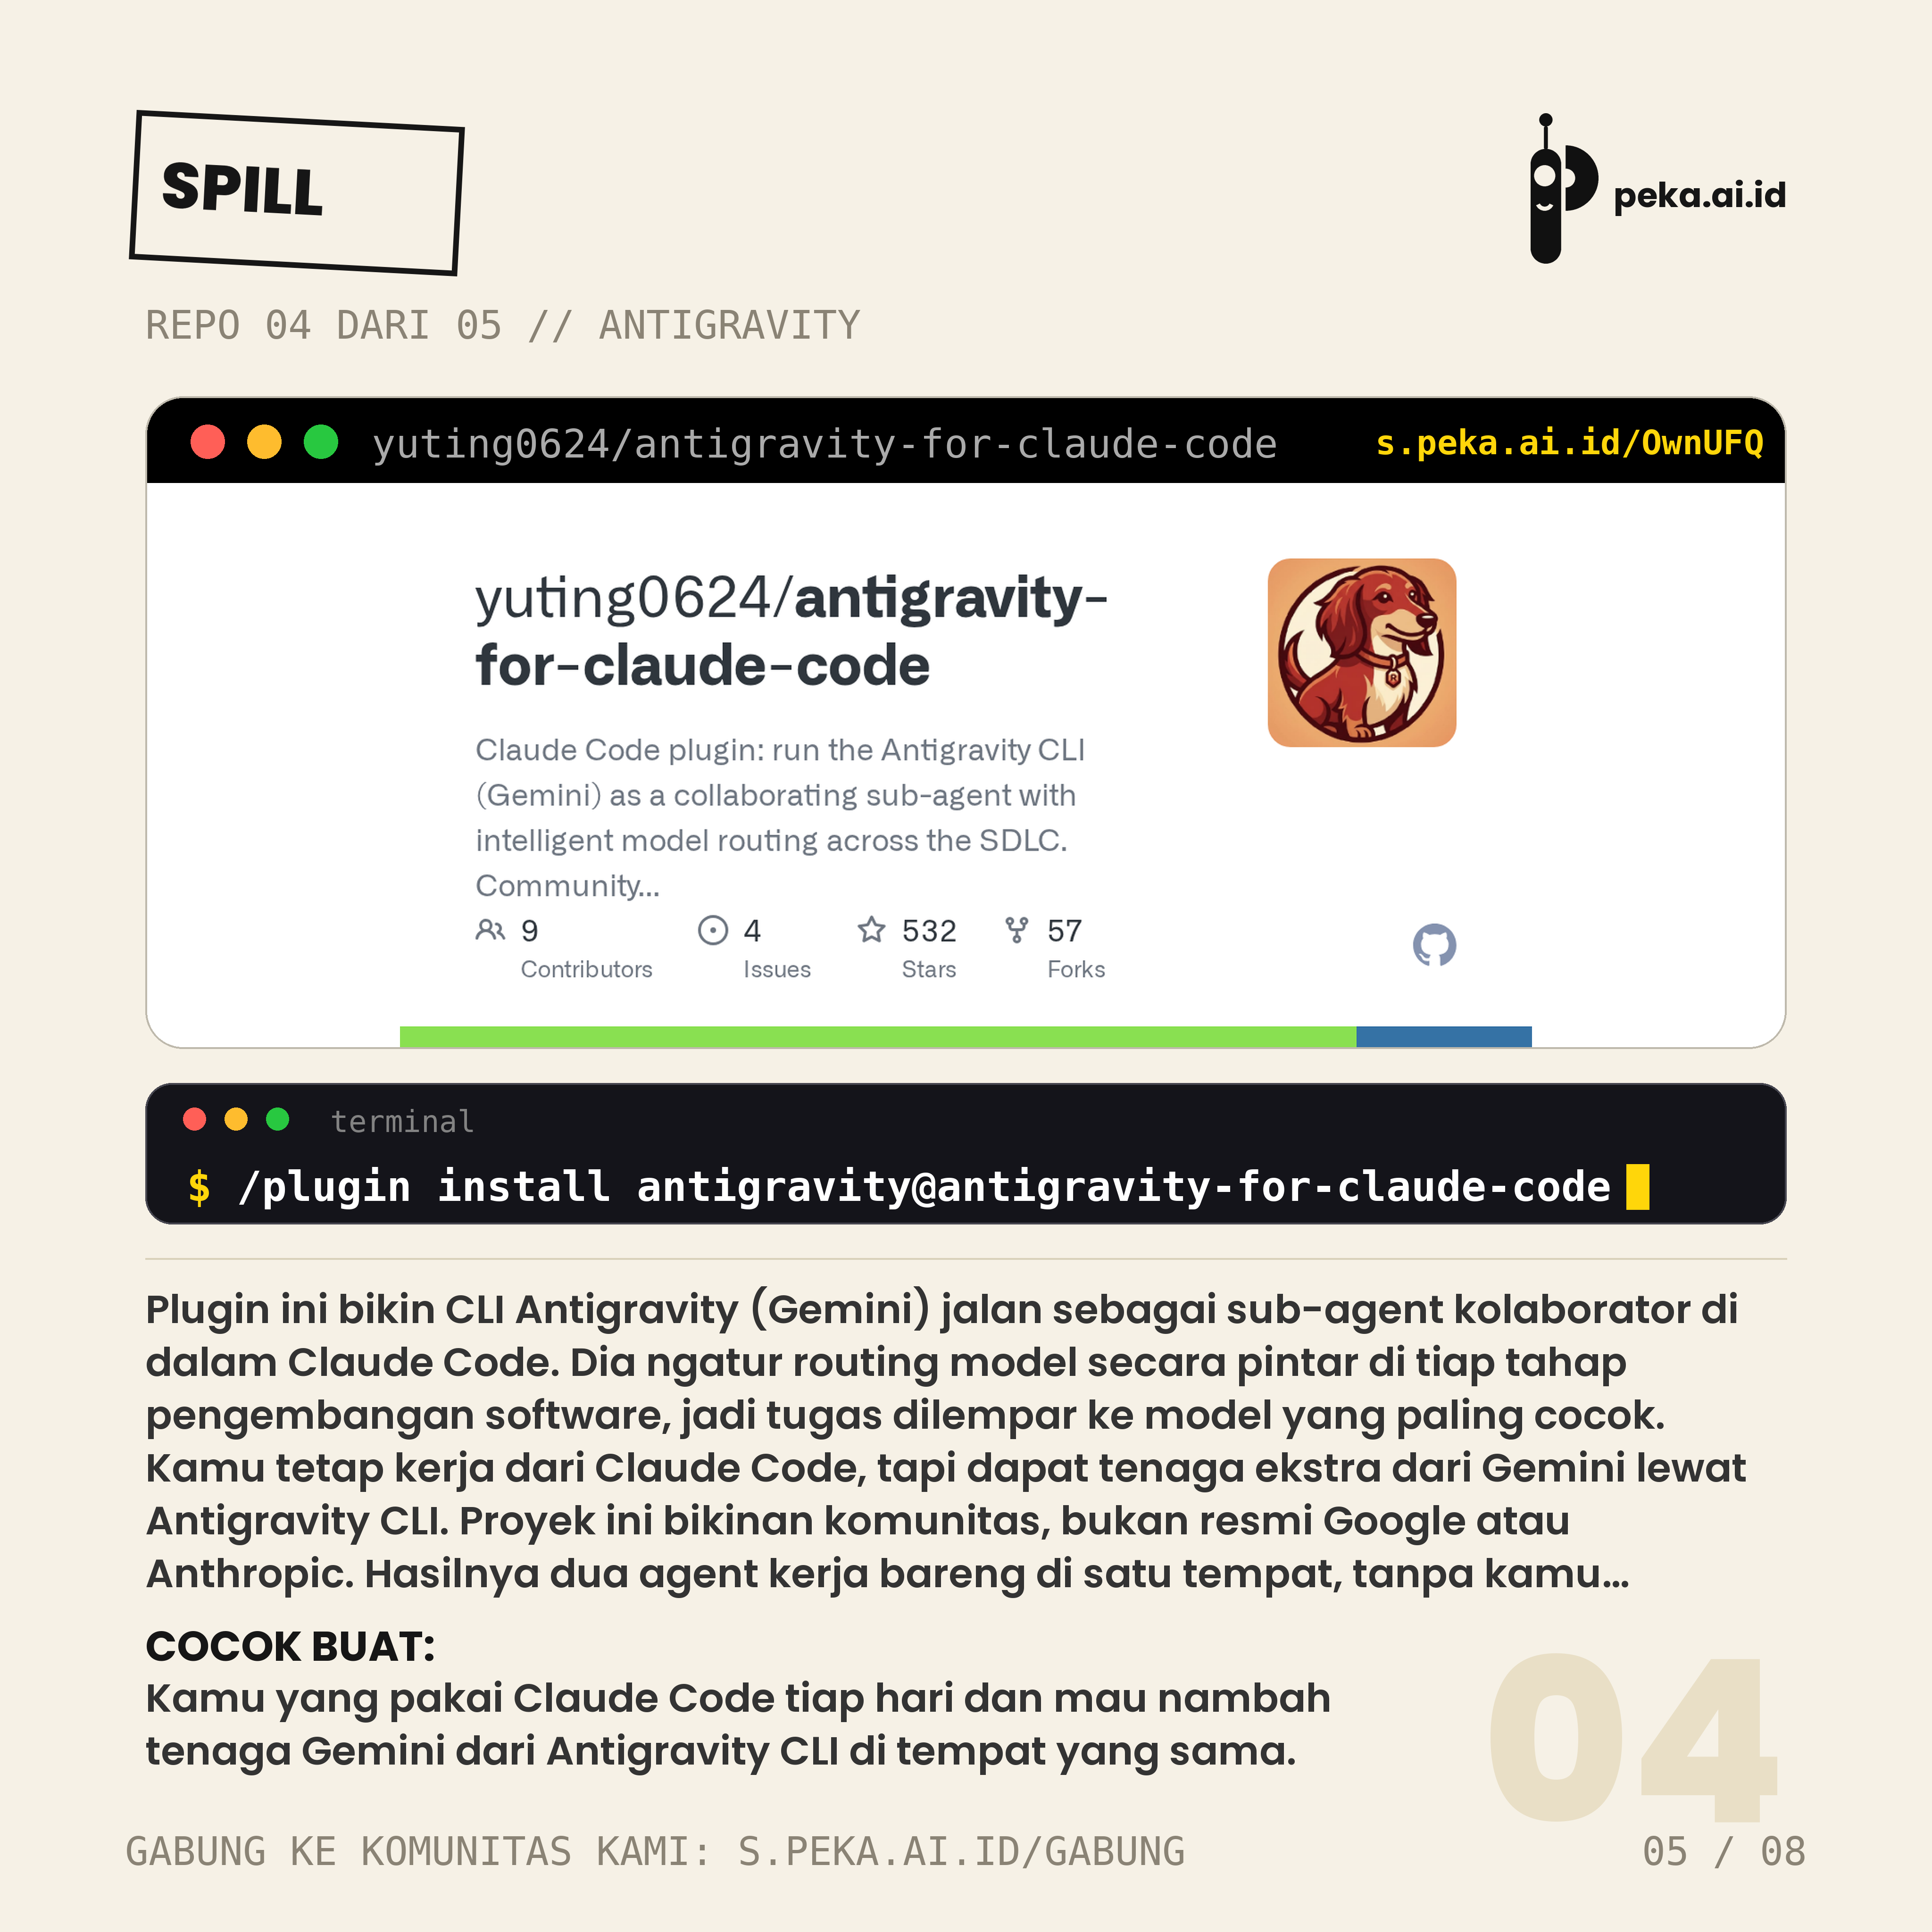 SPILL
peka.ai.id
REPO 04 DARI 05 // ANTIGRAVITY
yuting0624/antigravity-for-claude-code
s.peka.ai.id/OwnUFQ
yuting0624/antigravity-
for-claude-code
R
Claude Code plugin: run the Antigravity CLI
(Gemini) as a collaborating sub-agent with
intelligent model routing across the SDLC.
Community...
9 4 532 57
Contributors Issues Stars Forks
terminal
$ /plugin install antigravity@antigravity-for-claude-code
Plugin ini bikin CLI Antigravity (Gemini) jalan sebagai sub-agent kolaborator di
dalam Claude Code. Dia ngatur routing model secara pintar di tiap tahap
pengembangan software, jadi tugas dilempar ke model yang paling cocok.
Kamu tetap kerja dari Claude Code, tapi dapat tenaga ekstra dari Gemini lewat
Antigravity CLI. Proyek ini bikinan komunitas, bukan resmi Google atau
Anthropic. Hasilnya dua agent kerja bareng di satu tempat, tanpa kamu...
COCOK BUAT:
Kamu yang pakai Claude Code tiap hari dan mau nambah
tenaga Gemini dari Antigravity CLI di tempat yang sama.
04
GABUNG KE KOMUNITAS KAMI: S.PEKA.AI.ID/GABUNG
05 / 08